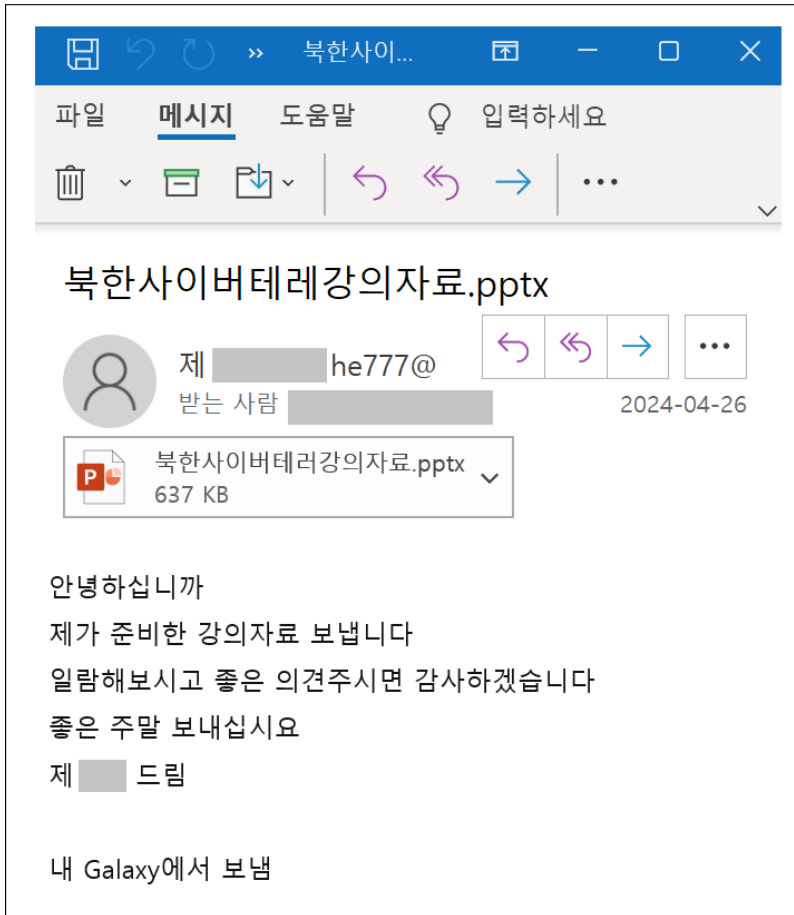 북한사이...
파일 메시지 도움말 입력하세요
북한사이버테레강의자료.pptx
제 he777@
받는 사람 2024-04-26
북한사이버테러강의자료.pptx
637 KB
안녕하십니까
제가 준비한 강의자료 보냅니다
일람해보시고 좋은 의견주시면 감사하겠습니다
좋은 주말 보내십시요
제 드림
내 Galaxy에서 보냄